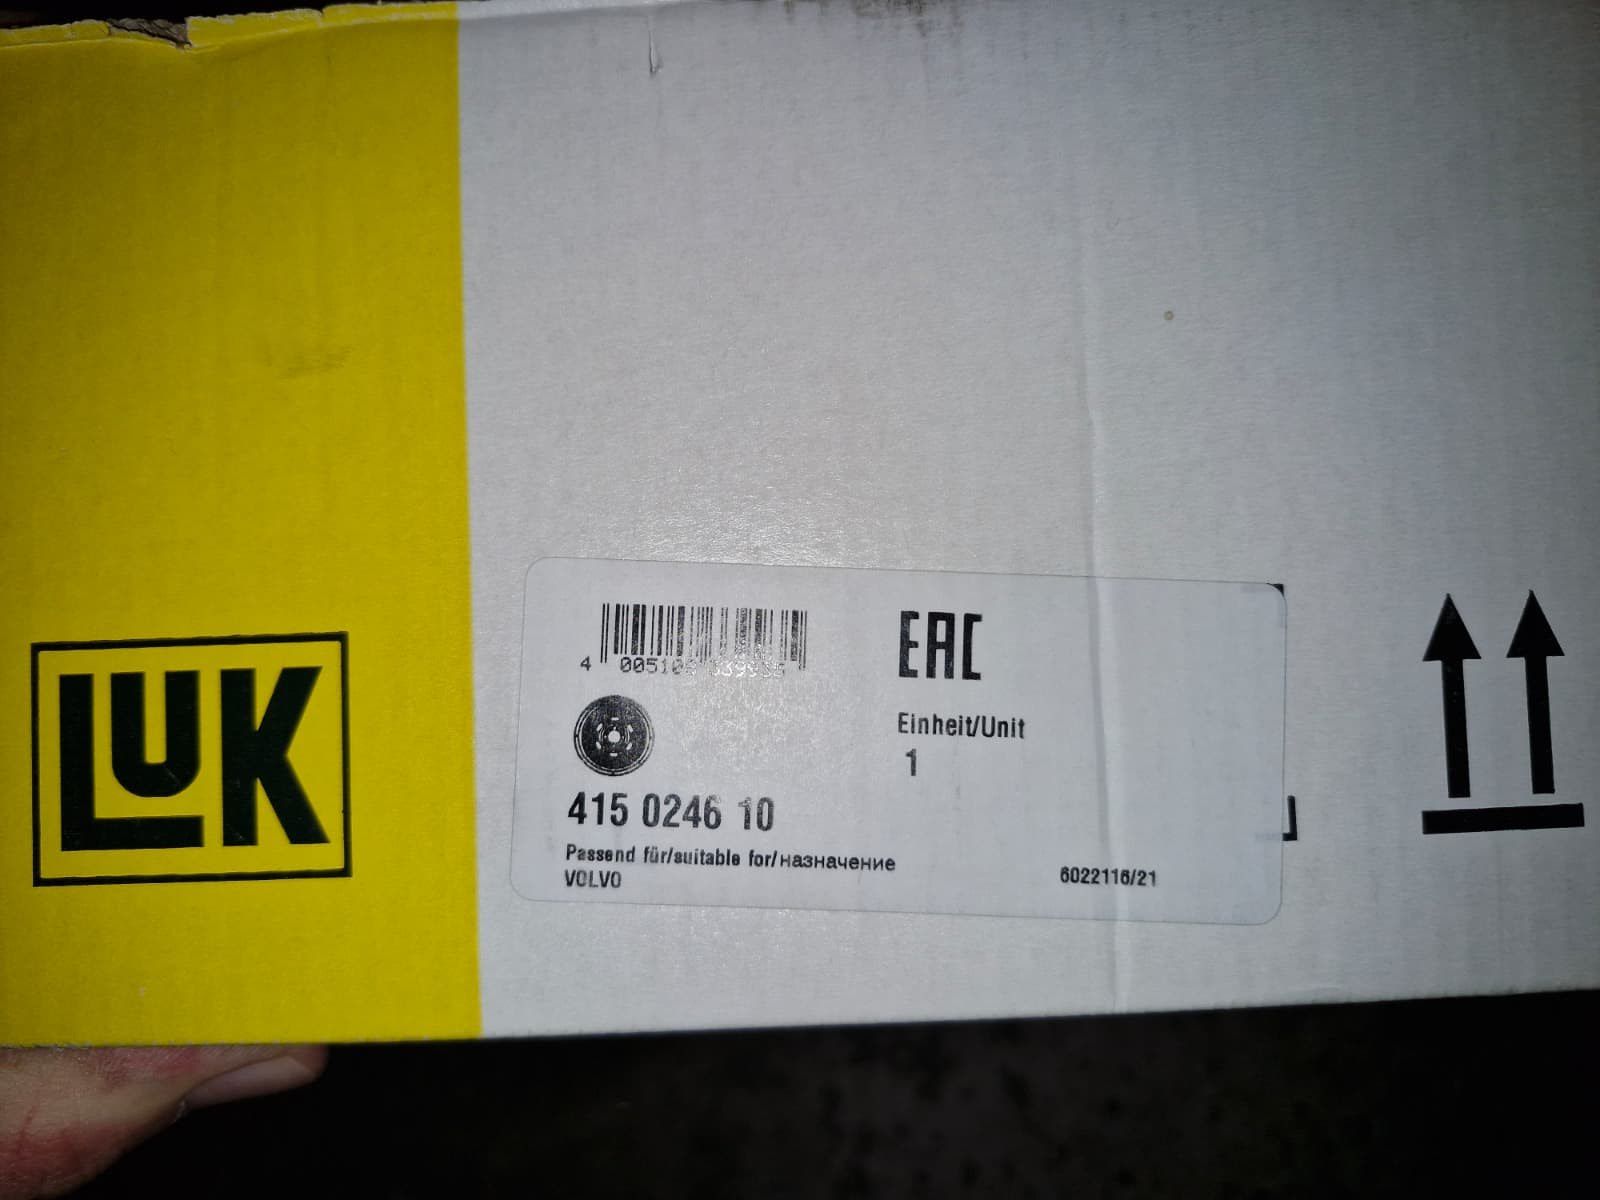 LUK
EAC
Einheit/Unit
1
415 0246 10
Passend für/suitable for/назначение
VOLVO
6022116/21